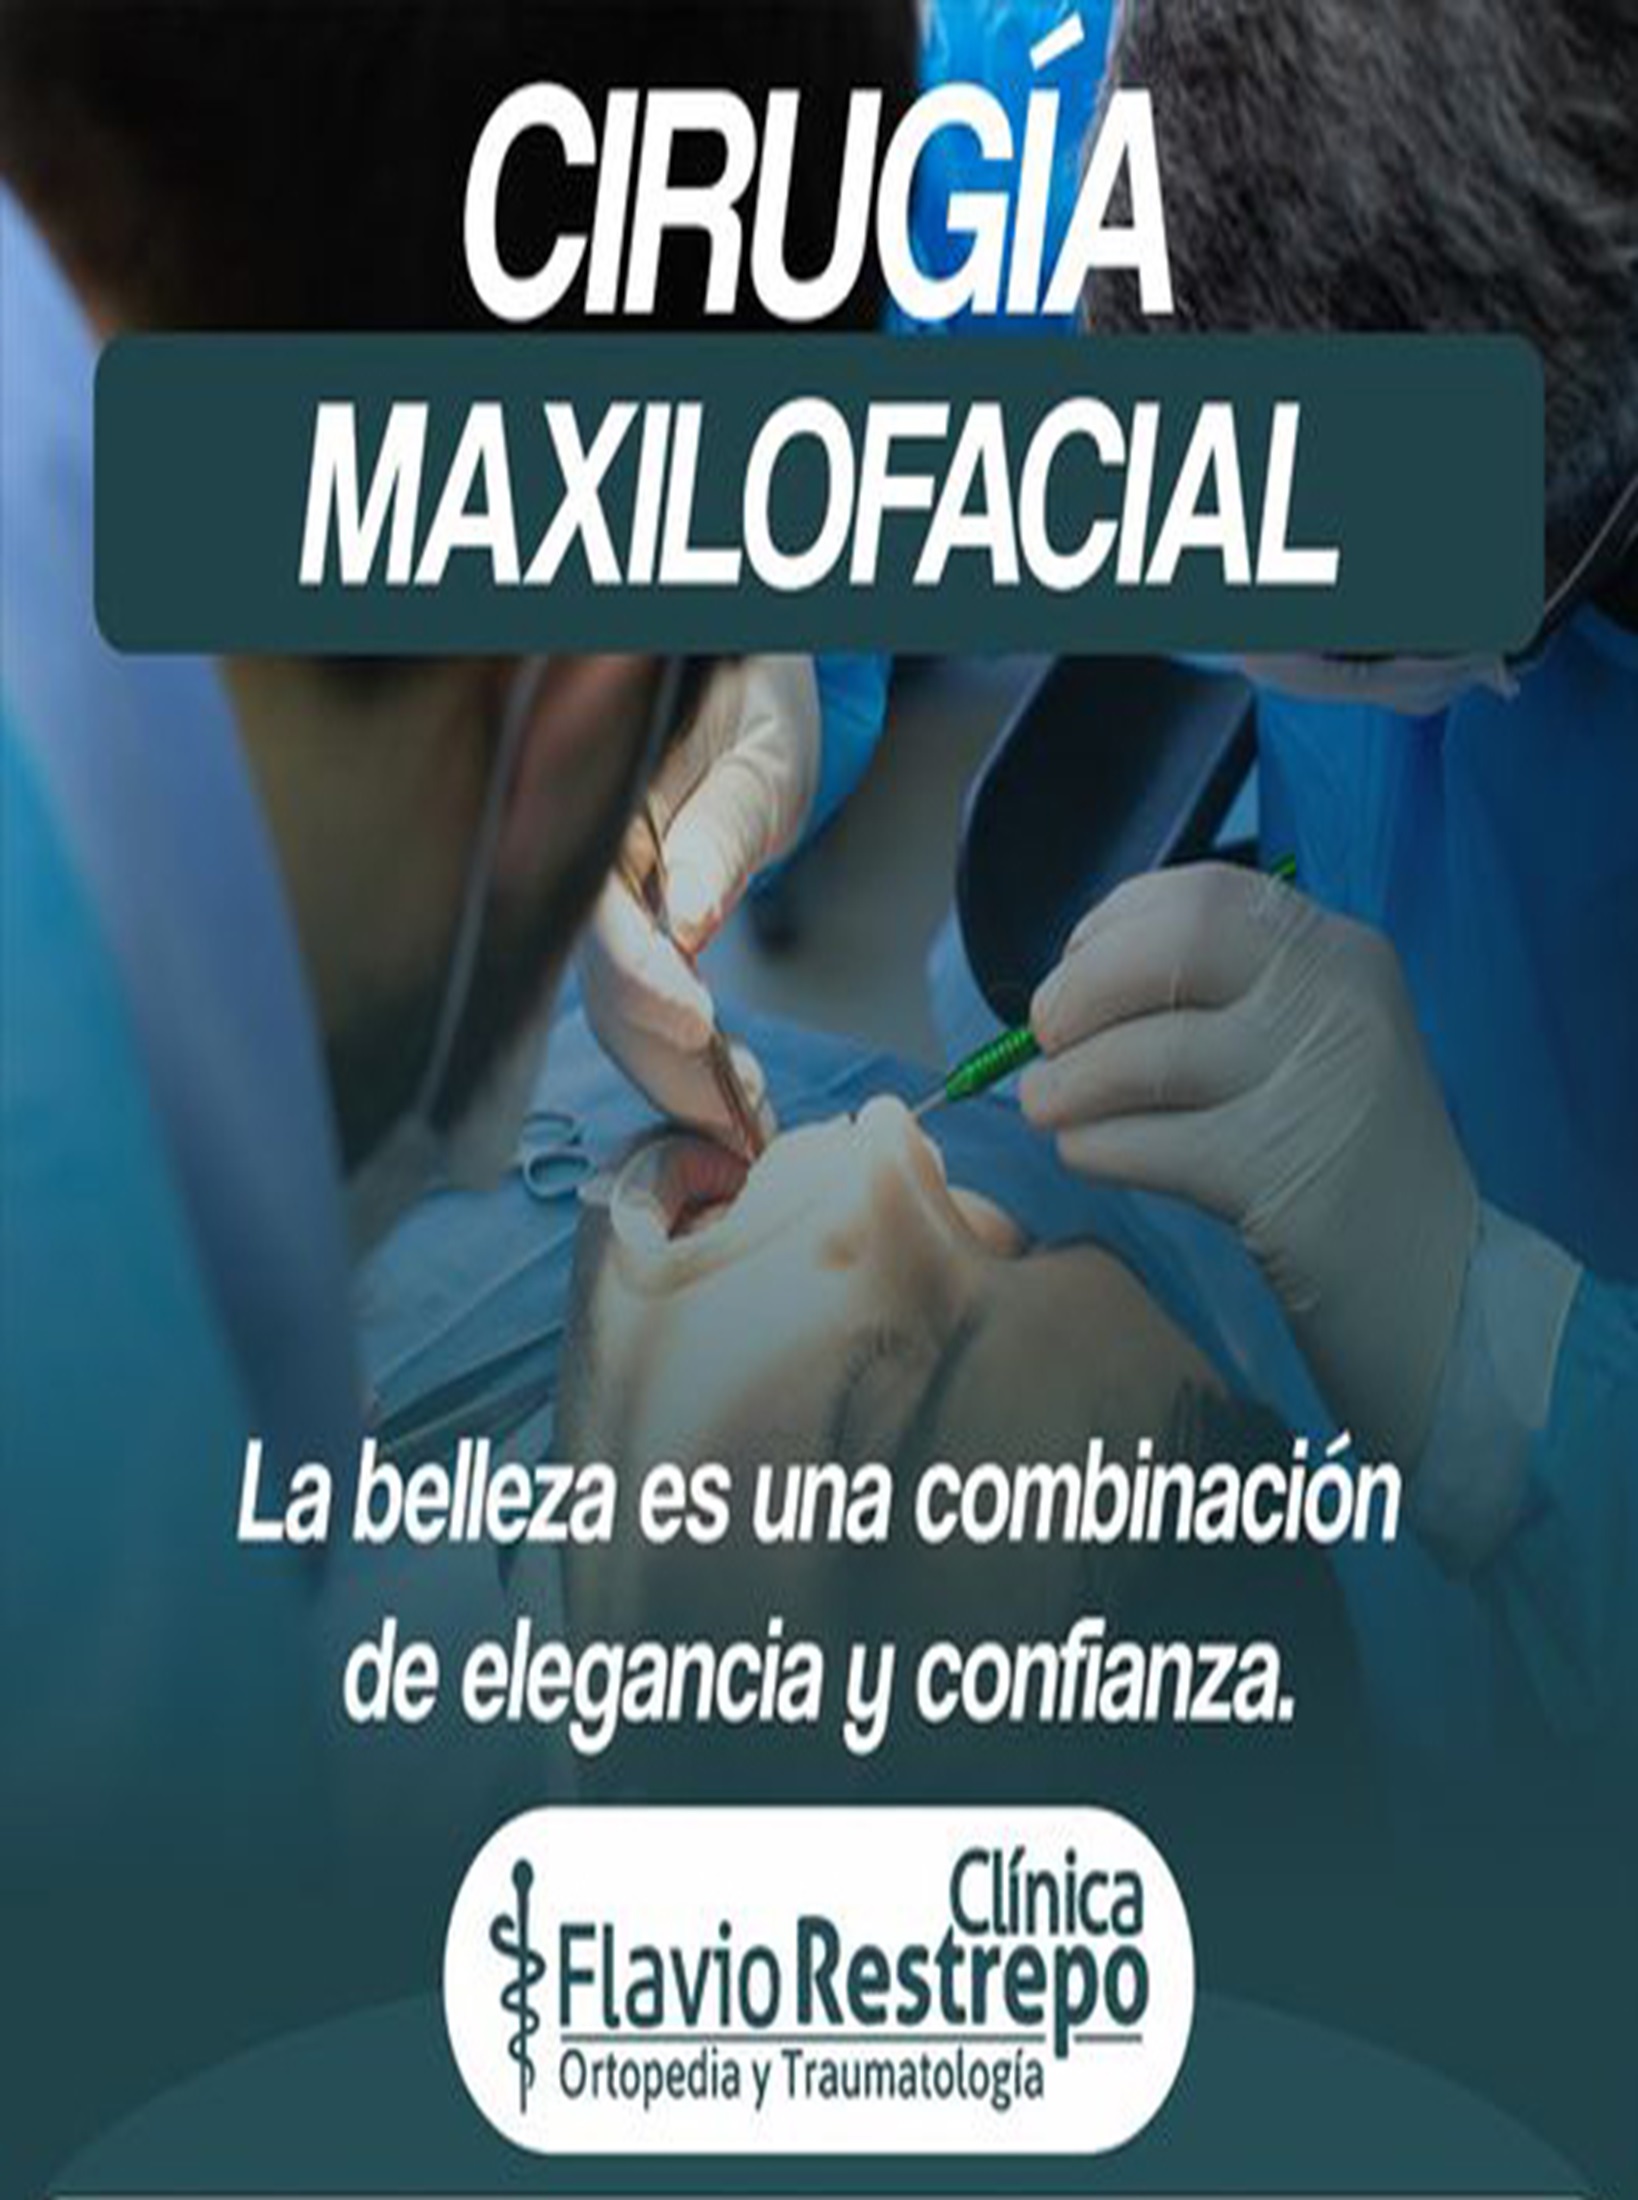 CIRUGÍA
MAXILOFACIAL
La belleza es una combinación
de elegancia y confianza.
Clínica
Flavio Restrepo
Ortopedia y Traumatología